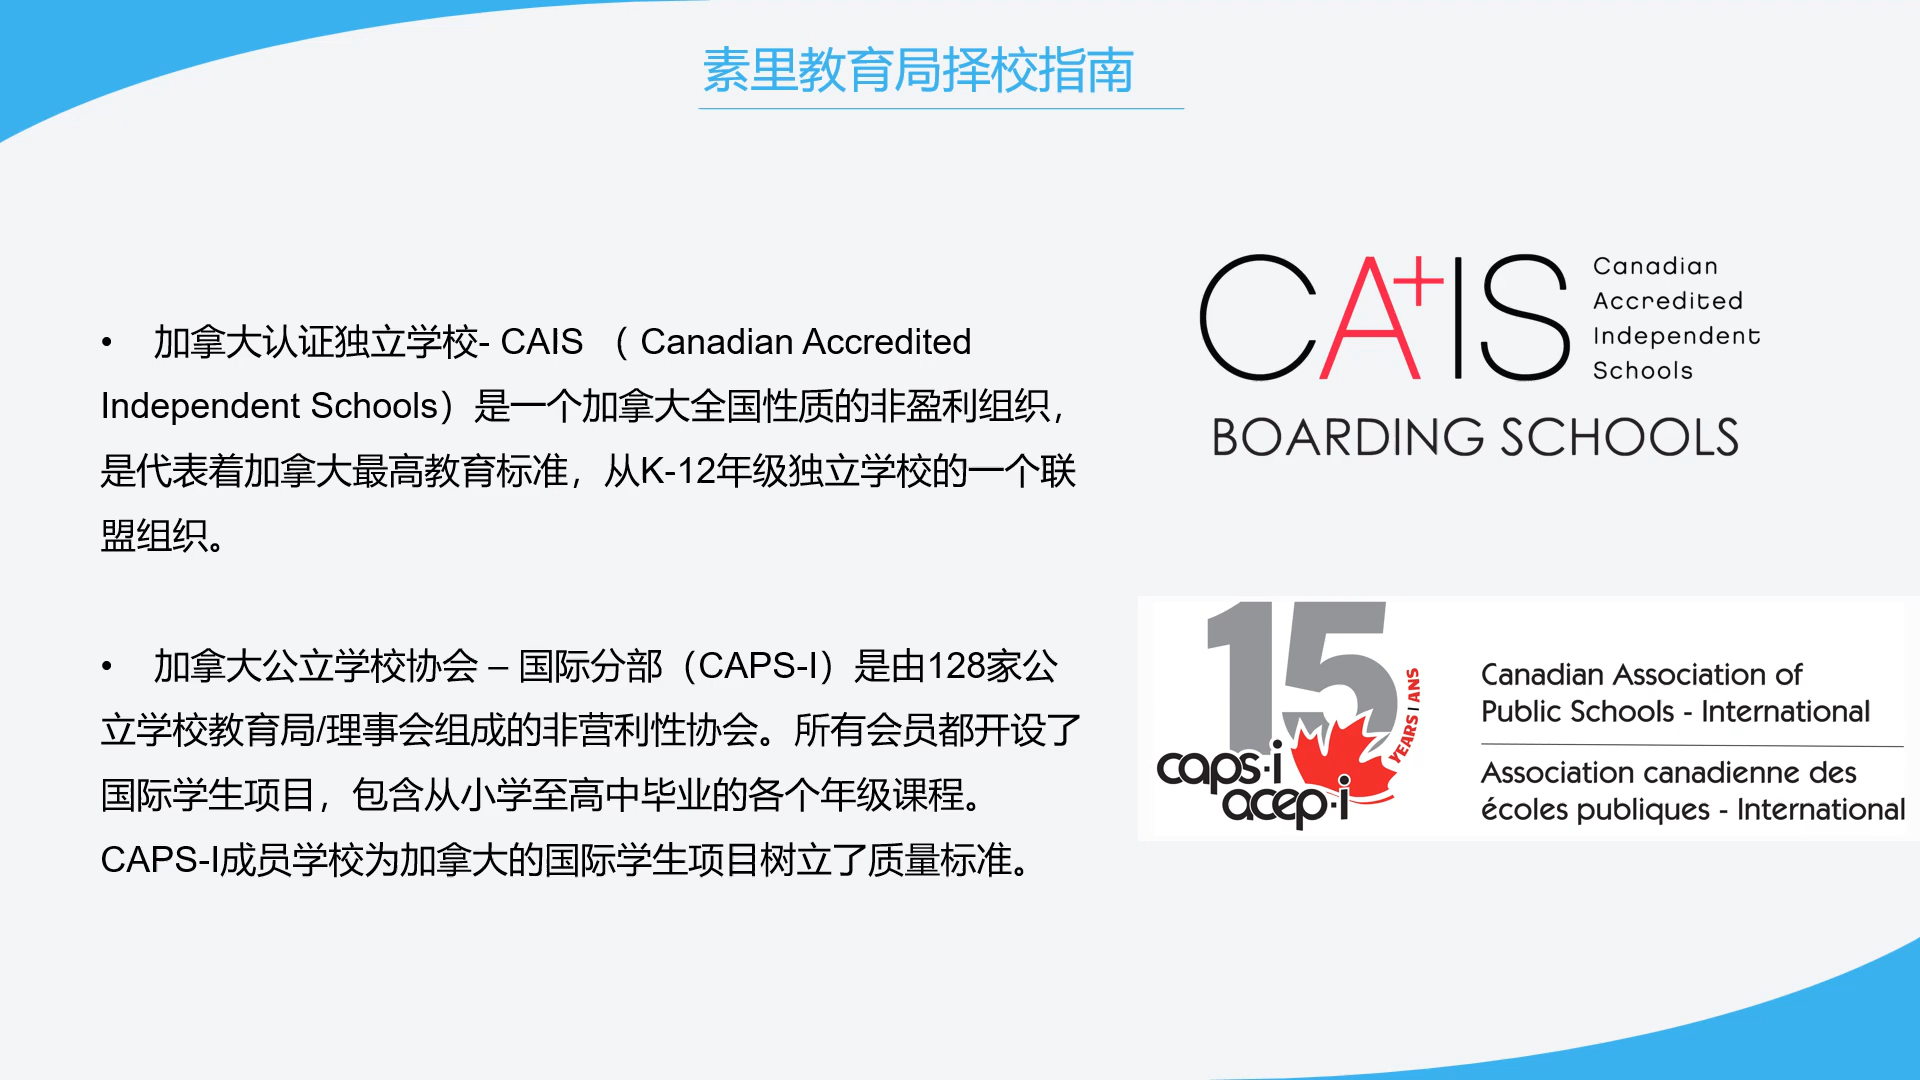 素里教育局择校指南
• 加拿大认证独立学校- CAIS （ Canadian Accredited
Independent Schools）是一个加拿大全国性质的非盈利组织，
是代表着加拿大最高教育标准，从K-12年级独立学校的一个联
盟组织。
• 加拿大公立学校协会 – 国际分部（CAPS-I）是由128家公
立学校教育局/理事会组成的非营利性协会。所有会员都开设了
国际学生项目，包含从小学至高中毕业的各个年级课程。
CAPS-I成员学校为加拿大的国际学生项目树立了质量标准。
CA+IS
Canadian
Accredited
Independent
Schools
BOARDING SCHOOLS
15
YEARS | ANS
caps·i
acep·i
Canadian Association of
Public Schools - International
Association canadienne des
écoles publiques - International